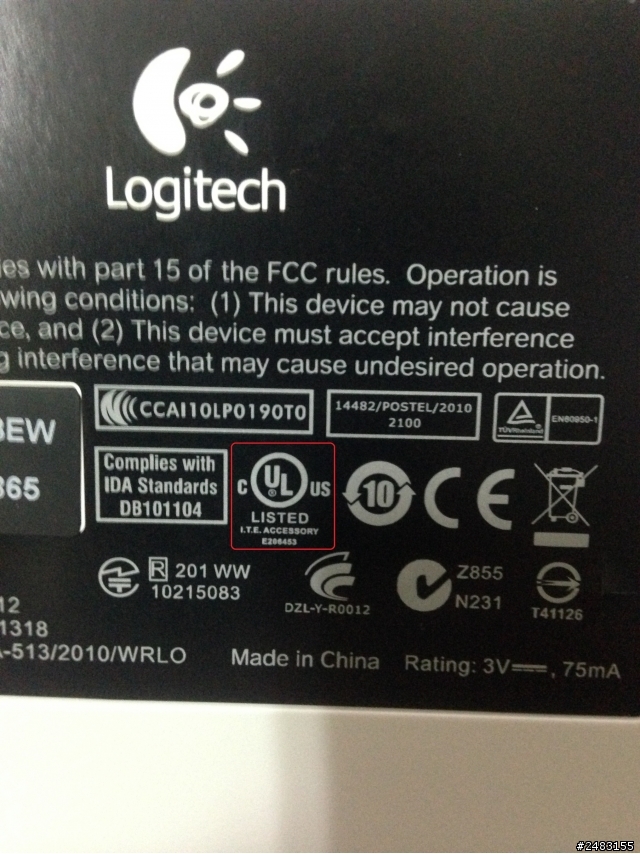 Logitech
ies with part 15 of the FCC rules. Operation is
wing conditions: (1) This device may not cause
ce, and (2) This device must accept interference
g interference that may cause undesired operation.
CCAI10LP0190T0
14482/POSTEL/2010
2100
TÜVRheinland
EN60950-1
BEW
865
Complies with
IDA Standards
DB101104
C UL US
LISTED
I.T.E. ACCESSORY
E206453
10
CE
R 201 WW
10215083
DZL-Y-R0012
Z855
N231
T41126
12
1318
A-513/2010/WRLO
Made in China
Rating: 3V⎓, 75mA
#2483155